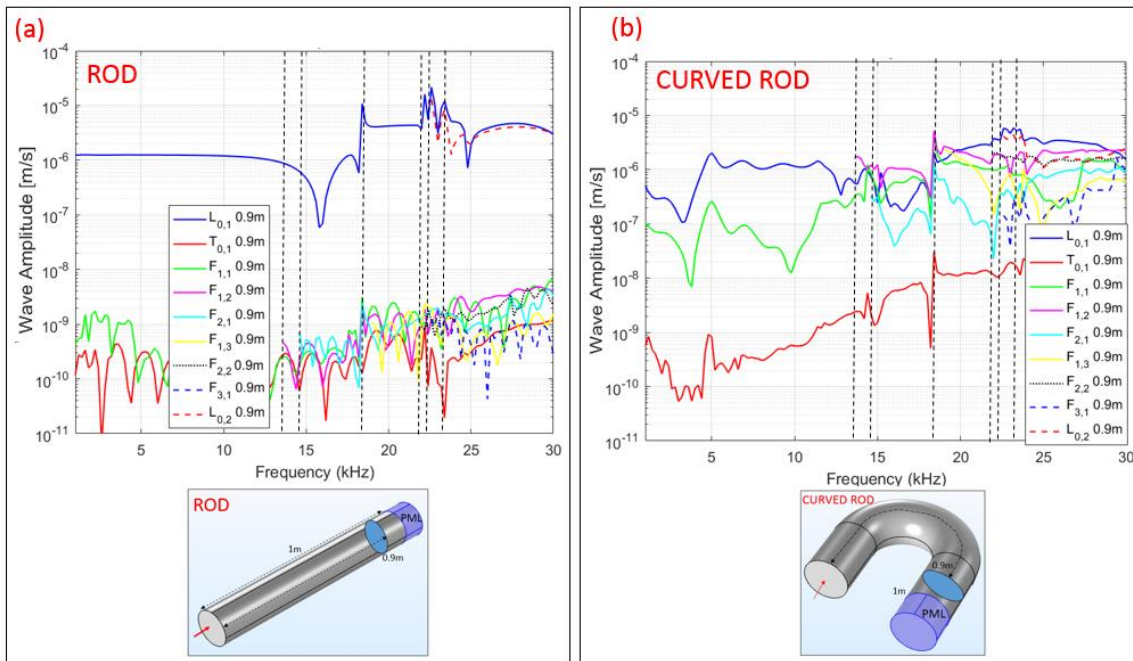 (a)
ROD
10⁻⁴
10⁻⁵
10⁻⁶
10⁻⁷
10⁻⁸
10⁻⁹
10⁻¹⁰
10⁻¹¹
Wave Amplitude [m/s]
L₀,₁ 0.9m
T₀,₁ 0.9m
F₁,₁ 0.9m
F₁,₂ 0.9m
F₂,₁ 0.9m
F₁,₃ 0.9m
F₂,₂ 0.9m
F₃,₁ 0.9m
L₀,₂ 0.9m
5 10 15 20 25 30
Frequency (kHz)
ROD
PML
1m
0.9m
(b)
CURVED ROD
10⁻⁴
10⁻⁵
10⁻⁶
10⁻⁷
10⁻⁸
10⁻⁹
10⁻¹⁰
10⁻¹¹
Wave Amplitude [m/s]
L₀,₁ 0.9m
T₀,₁ 0.9m
F₁,₁ 0.9m
F₁,₂ 0.9m
F₂,₁ 0.9m
F₁,₃ 0.9m
F₂,₂ 0.9m
F₃,₁ 0.9m
L₀,₂ 0.9m
5 10 15 20 25 30
Frequency (kHz)
CURVED ROD
0.9m
1m
PML